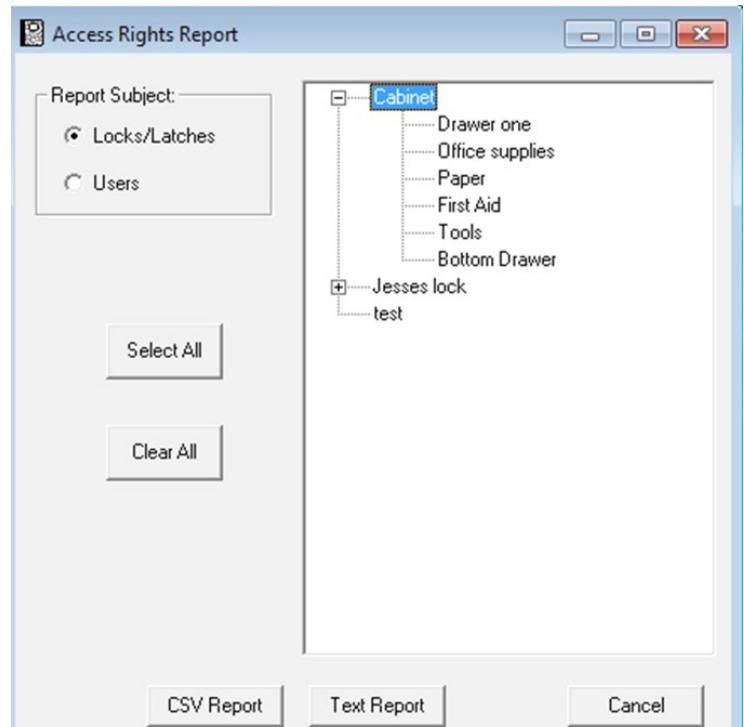 Access Rights Report
Report Subject:
Locks/Latches
Users
Select All
Clear All
Cabinet
Drawer one
Office supplies
Paper
First Aid
Tools
Bottom Drawer
Jesses lock
test
CSV Report
Text Report
Cancel